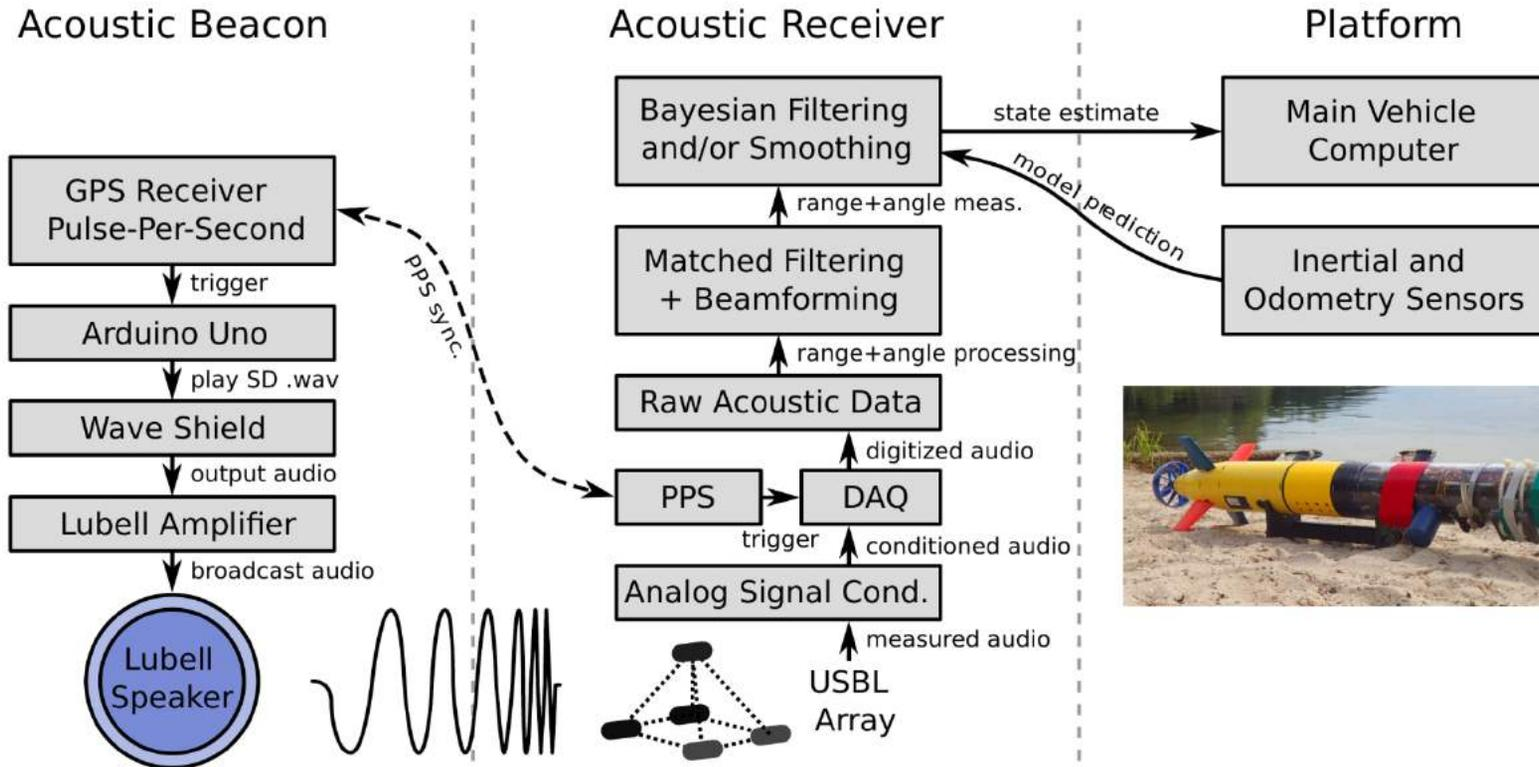 Acoustic Beacon
GPS Receiver
Pulse-Per-Second
trigger
Arduino Uno
play SD .wav
Wave Shield
output audio
Lubell Amplifier
broadcast audio
Lubell
Speaker
PPS sync.
Acoustic Receiver
Bayesian Filtering
and/or Smoothing
range+angle meas.
Matched Filtering
+ Beamforming
range+angle processing
Raw Acoustic Data
digitized audio
PPS
DAQ
trigger
conditioned audio
Analog Signal Cond.
measured audio
USBL
Array
state estimate
model prediction
Platform
Main Vehicle
Computer
Inertial and
Odometry Sensors